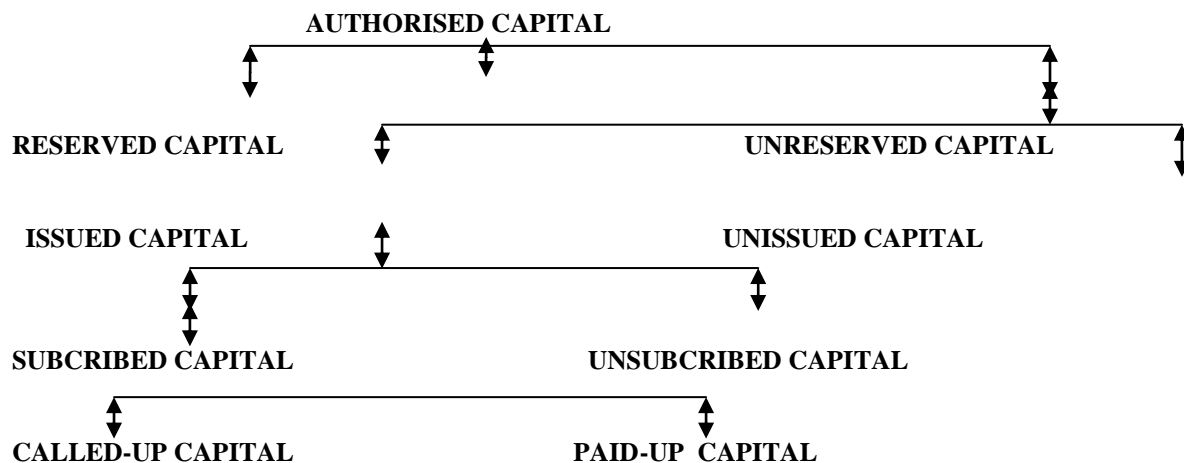 AUTHORISED CAPITAL
RESERVED CAPITAL UNRESERVED CAPITAL
ISSUED CAPITAL UNISSUED CAPITAL
SUBCRIBED CAPITAL UNSUBCRIBED CAPITAL
CALLED-UP CAPITAL PAID-UP CAPITAL